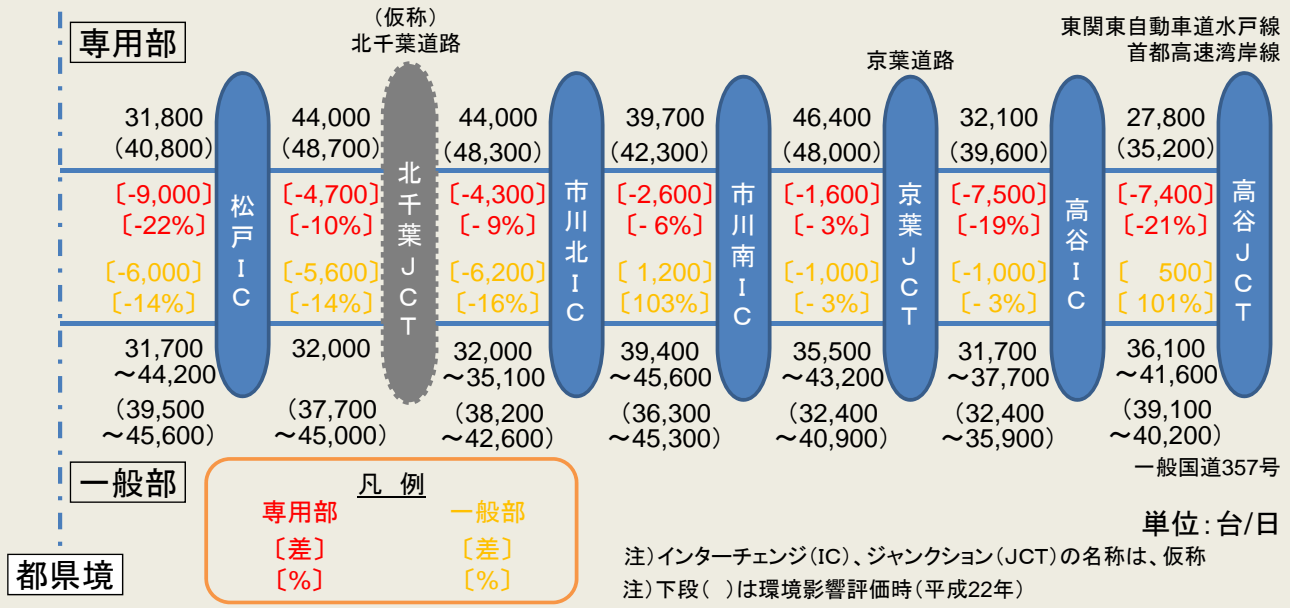 専用部
(仮称)
北千葉道路
京葉道路
東関東自動車道水戸線
首都高速湾岸線
31,800 44,000 44,000 39,700 46,400 32,100 27,800
(40,800) (48,700) (48,300) (42,300) (48,000) (39,600) (35,200)
〔-9,000〕 〔-4,700〕 〔-4,300〕 〔-2,600〕 〔-1,600〕 〔-7,500〕 〔-7,400〕
〔-22%〕 〔-10%〕 〔- 9%〕 〔- 6%〕 〔- 3%〕 〔-19%〕 〔-21%〕
〔-6,000〕 〔-5,600〕 〔-6,200〕 〔 1,200〕 〔-1,000〕 〔-1,000〕 〔 500〕
〔-14%〕 〔-14%〕 〔-16%〕 〔103%〕 〔- 3%〕 〔- 3%〕 〔 101%〕
松戸IC
北千葉JCT
市川北IC
市川南IC
京葉JCT
高谷IC
高谷JCT
31,700 32,000 32,000 39,400 35,500 31,700 36,100
～44,200 ～35,100 ～45,600 ～43,200 ～37,700 ～41,600
(39,500 (37,700 (38,200 (36,300 (32,400 (32,400 (39,100
～45,600) ～45,000) ～42,600) ～45,300) ～40,900) ～35,900) ～40,200)
一般部
一般国道357号
凡 例
専用部 一般部
〔差〕 〔差〕
〔%〕 〔%〕
単位:台/日
都県境
注)インターチェンジ(IC)、ジャンクション(JCT)の名称は、仮称
注)下段( )は環境影響評価時(平成22年)